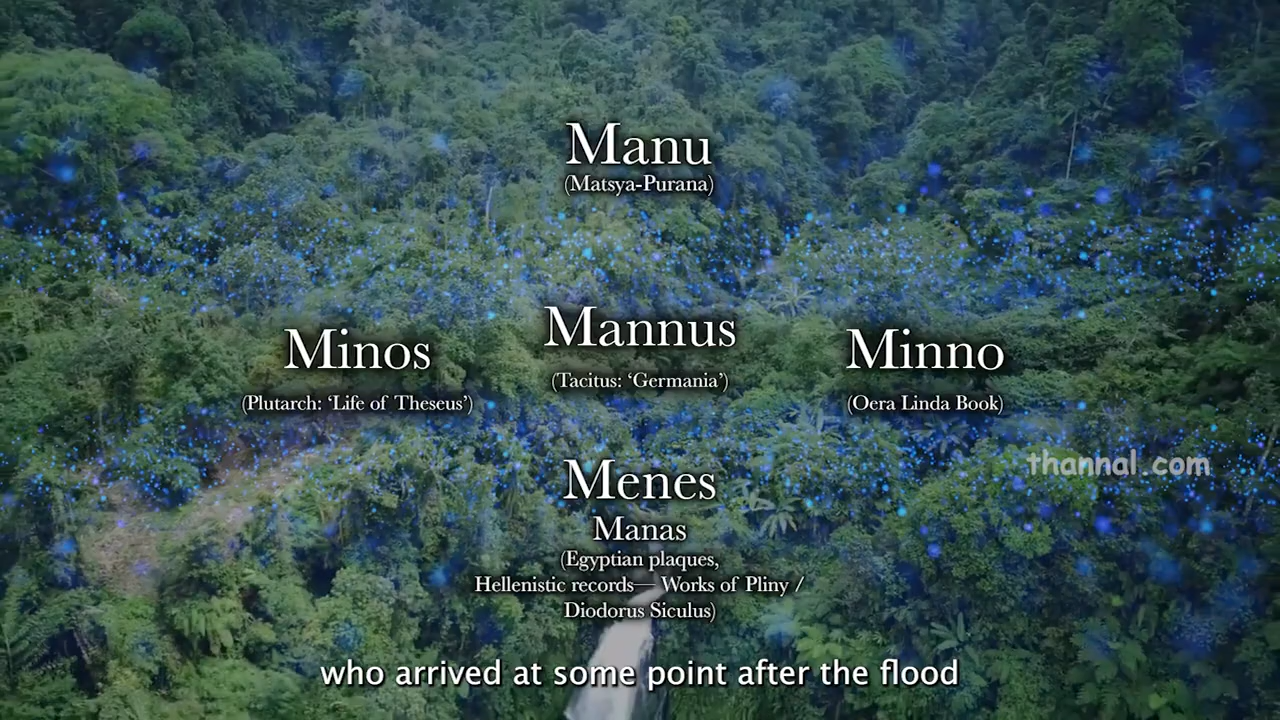 Manu
(Matsya-Purana)
Minos
(Plutarch: ‘Life of Theseus’)
Mannus
(Tacitus: ‘Germania’)
Minno
(Oera Linda Book)
thannal .com
Menes
Manas
(Egyptian plaques,
Hellenistic records— Works of Pliny /
Diodorus Siculus)
who arrived at some point after the flood